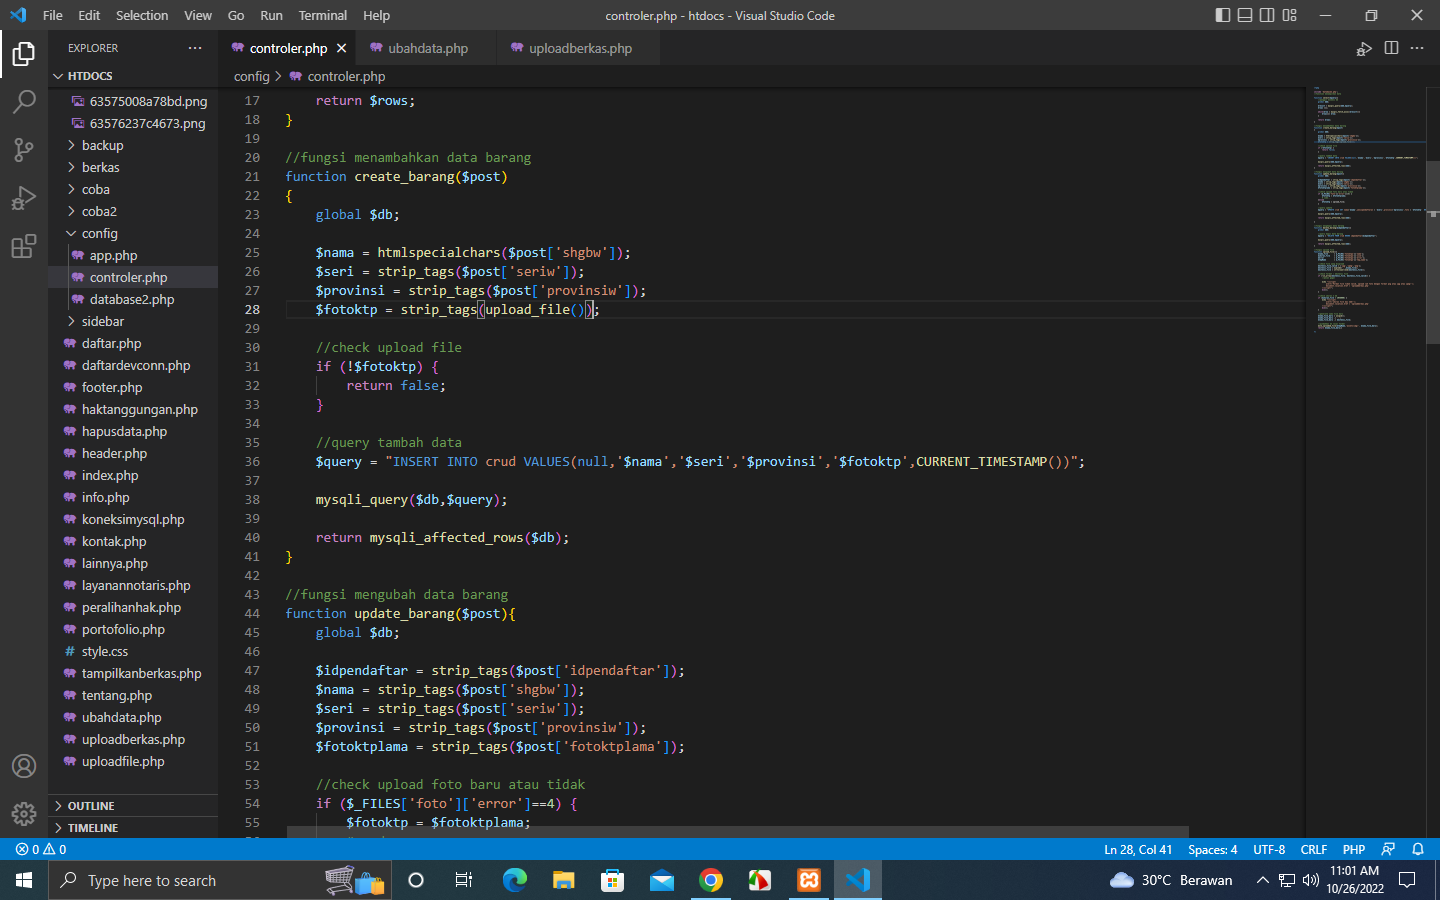 File Edit Selection View Go Run Terminal Help
controler.php - htdocs - Visual Studio Code
EXPLORER
HTDOCS
63575008a78bd.png
63576237c4673.png
backup
berkas
coba
coba2
config
app.php
controler.php
database2.php
sidebar
daftar.php
daftardevconn.php
footer.php
haktanggungan.php
hapusdata.php
header.php
index.php
info.php
koneksimysql.php
kontak.php
lainnya.php
layanannotaris.php
peralihanhak.php
portofolio.php
# style.css
tampilkanberkas.php
tentang.php
ubahdata.php
uploadberkas.php
uploadfile.php
OUTLINE
TIMELINE
controler.php
ubahdata.php
uploadberkas.php
config > controler.php
17 return $rows;
18 }
19
20 //fungsi menambahkan data barang
21 function create_barang($post)
22 {
23 global $db;
24
25 $nama = htmlspecialchars($post['shgbw']);
26 $seri = strip_tags($post['seriw']);
27 $provinsi = strip_tags($post['provinsiw']);
28 $fotoktp = strip_tags(upload_file());
29
30 //check upload file
31 if (!$fotoktp) {
32 return false;
33 }
34
35 //query tambah data
36 $query = "INSERT INTO crud VALUES(null,'$nama','$seri','$provinsi','$fotoktp',CURRENT_TIMESTAMP())";
37
38 mysqli_query($db,$query);
39
40 return mysqli_affected_rows($db);
41 }
42
43 //fungsi mengubah data barang
44 function update_barang($post){
45 global $db;
46
47 $idpendaftar = strip_tags($post['idpendaftar']);
48 $nama = strip_tags($post['shgbw']);
49 $seri = strip_tags($post['seriw']);
50 $provinsi = strip_tags($post['provinsiw']);
51 $fotoktplama = strip_tags($post['fotoktplama']);
52
53 //check upload foto baru atau tidak
54 if ($_FILES['foto']['error']==4) {
55 $fotoktp = $fotoktplama;
0 0
Ln 28, Col 41 Spaces: 4 UTF-8 CRLF PHP
Type here to search
30°C Berawan
11:01 AM
10/26/2022